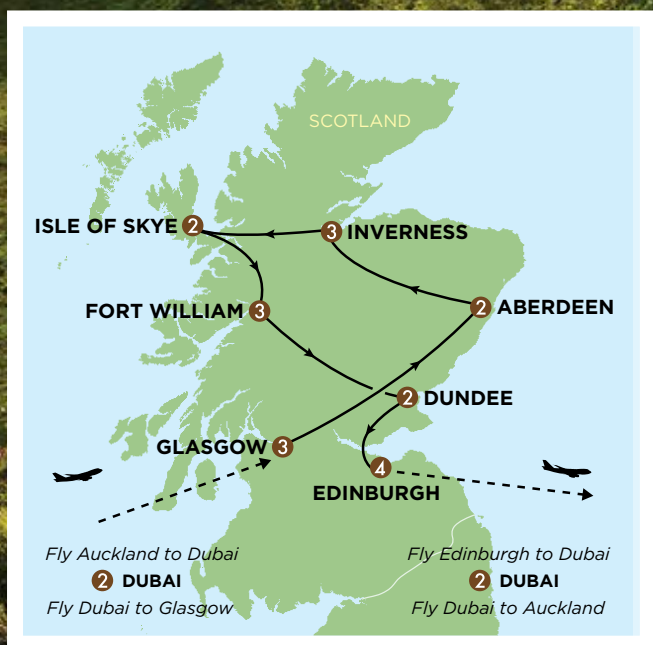 SCOTLAND
ISLE OF SKYE 2
3 INVERNESS
FORT WILLIAM 3
2 ABERDEEN
2 DUNDEE
GLASGOW 3
4
EDINBURGH
Fly Auckland to Dubai
2 DUBAI
Fly Dubai to Glasgow
Fly Edinburgh to Dubai
2 DUBAI
Fly Dubai to Auckland